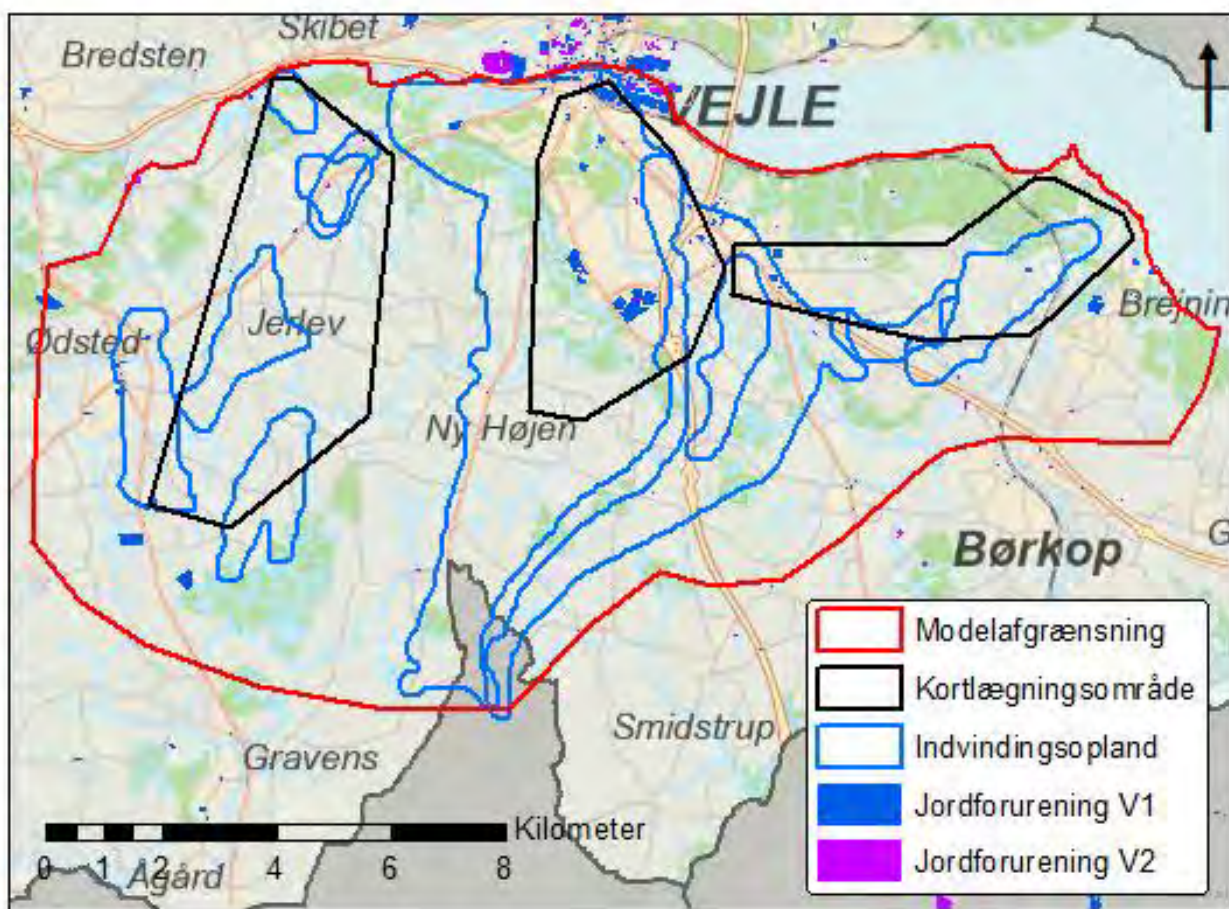 Skibet
Bredsten
VEJLE
Ødsted
Jerlev
Brejnin
Ny Højen
Børkop
G
Modelafgrænsning
Kortlægningsområde
Indvindingsopland
Jordforurening V1
Jordforurening V2
Smidstrup
Gravens
Kilometer
0 1 2 4 6 8
Ågård